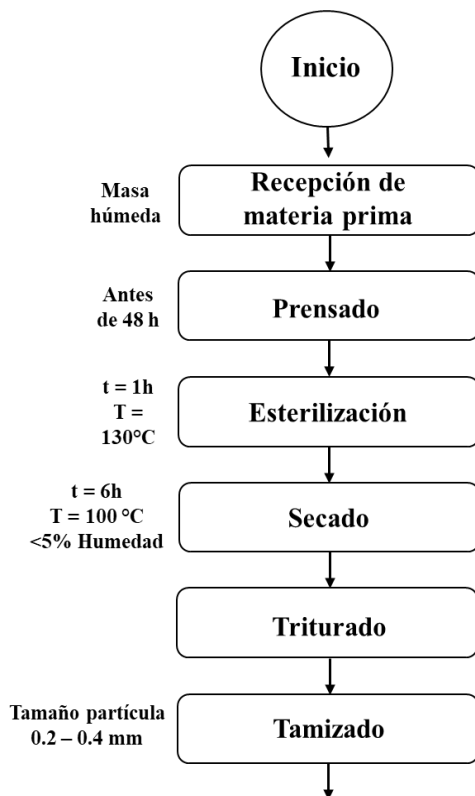 Inicio
Masa
húmeda
Recepción de
materia prima
Antes
de 48 h
Prensado
t = 1h
T =
130°C
Esterilización
t = 6h
T = 100 °C
<5% Humedad
Secado
Triturado
Tamaño partícula
0.2 – 0.4 mm
Tamizado